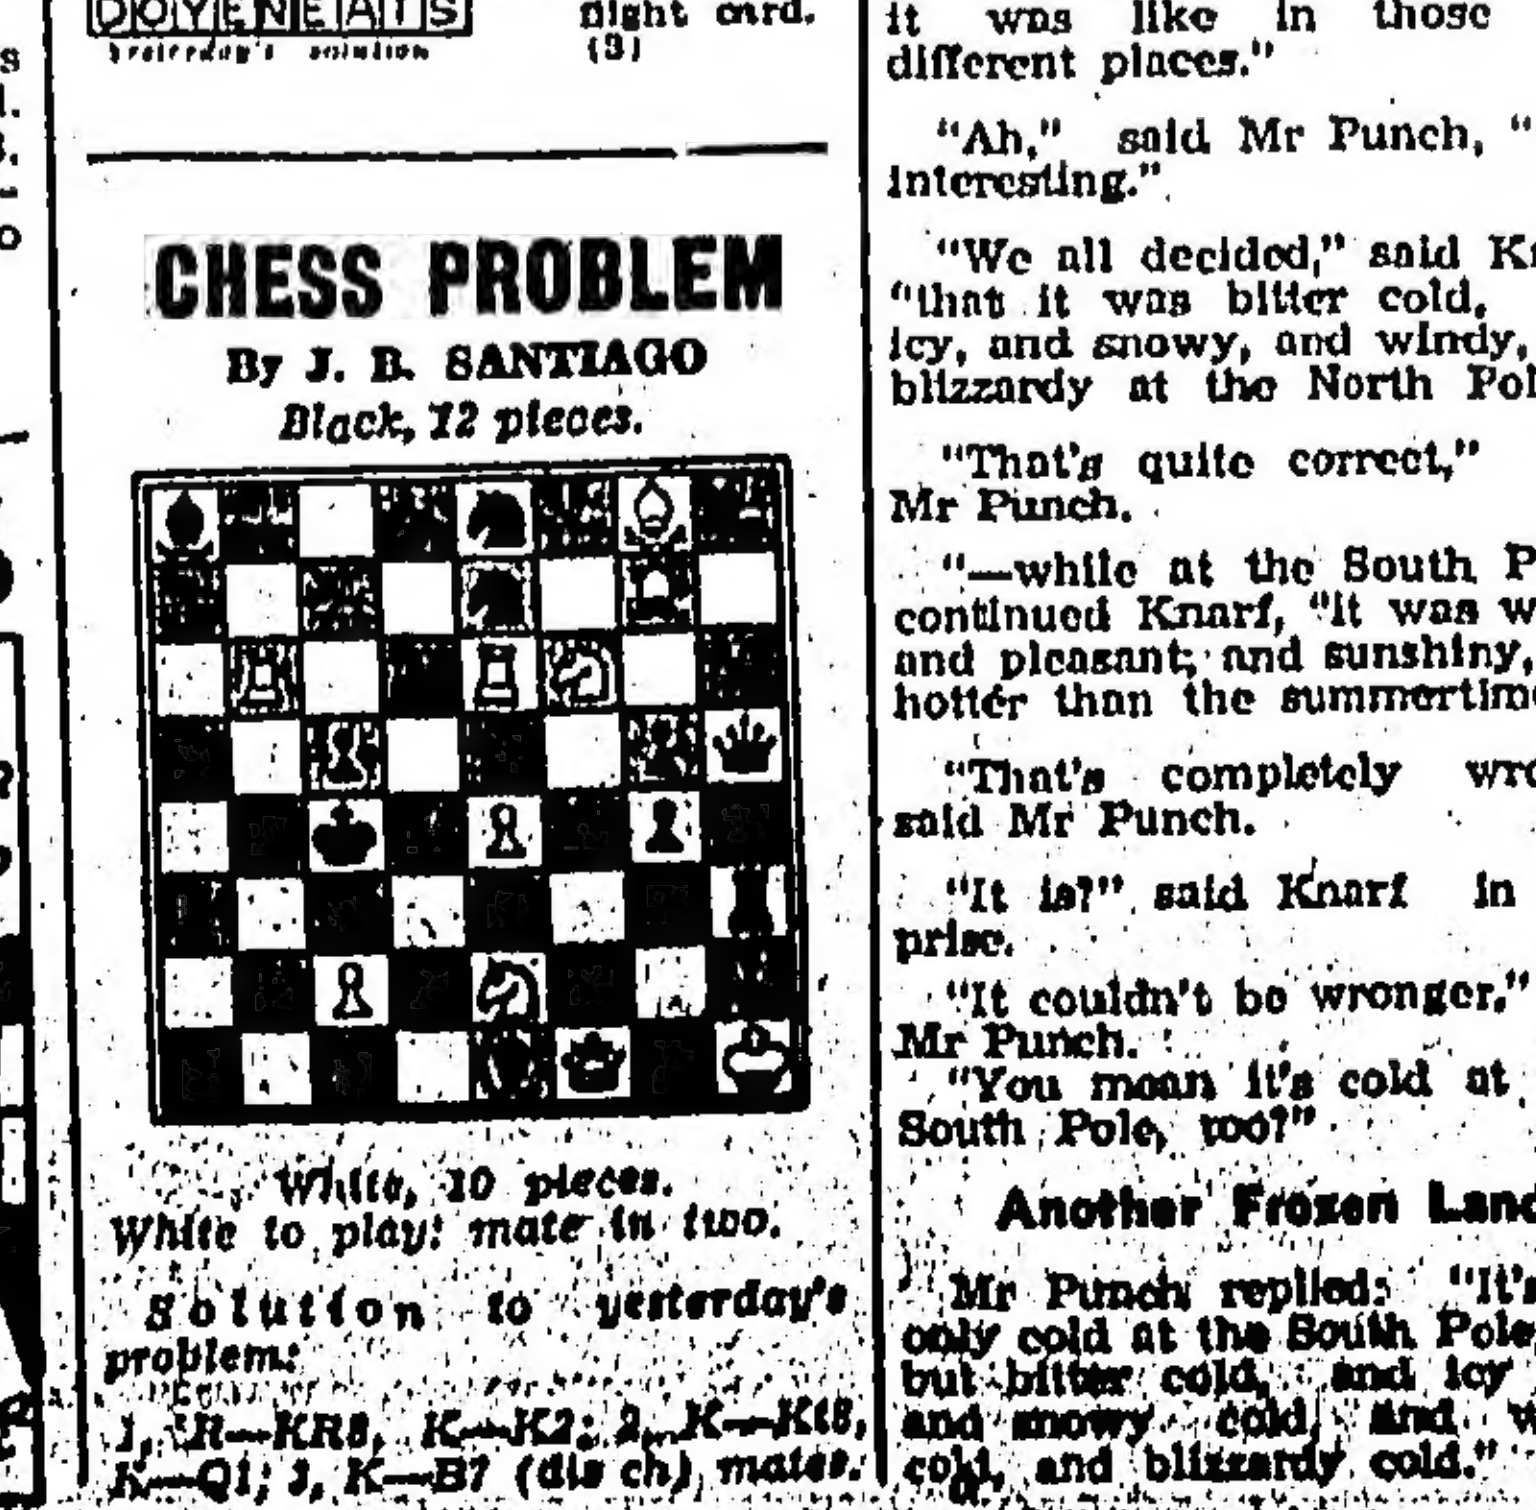 DOYENEATS
yesterday's solution
night card.
(3)
CHESS PROBLEM
By J. B. SANTIAGO
Black, 12 pieces.
White, 10 pieces.
White to play: mate in two.
Solution to yesterday's
problem:
1, R—KR8, K—K2; 2, K—Kt8,
K—Q1; 3, K—B7 (dis ch) mates.
it was like in those
different places."
"Ah," said Mr Punch, "
interesting."
"We all decided," said Kn
"that it was bitter cold,
icy, and snowy, and windy,
blizzardy at the North Pol
"That's quite correct,"
Mr Punch.
"—while at the South P
continued Knarf, "it was w
and pleasant, and sunshiny,
hotter than the summertime
"That's completely wro
said Mr Punch.
"It is?" said Knarf in
prise.
"It couldn't be wronger,"
Mr Punch.
"You mean it's cold at
South Pole, too?"
Another Frozen Land
Mr Punch replied: "It's
only cold at the South Pole,
but bitter cold, and icy
and snowy cold, and w
cold, and blizzardy cold."